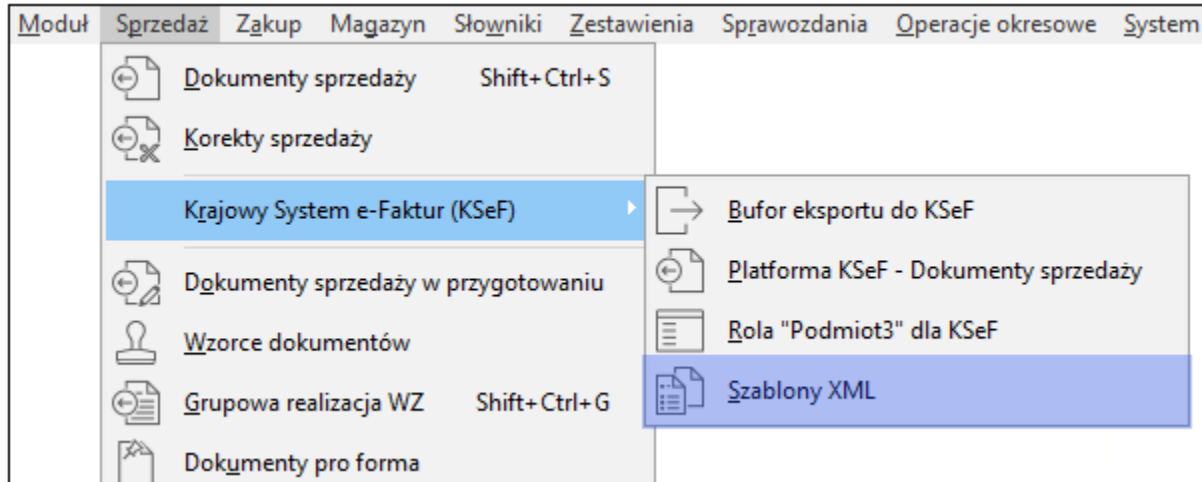 Moduł Sprzedaż Zakup Magazyn Słowniki Zestawienia Sprawozdania Operacje okresowe System
Dokumenty sprzedaży Shift+Ctrl+S
Korekty sprzedaży
Krajowy System e-Faktur (KSeF)
Bufor eksportu do KSeF
Platforma KSeF - Dokumenty sprzedaży
Rola "Podmiot3" dla KSeF
Szablony XML
Dokumenty sprzedaży w przygotowaniu
Wzorce dokumentów
Grupowa realizacja WZ Shift+Ctrl+G
Dokumenty pro forma